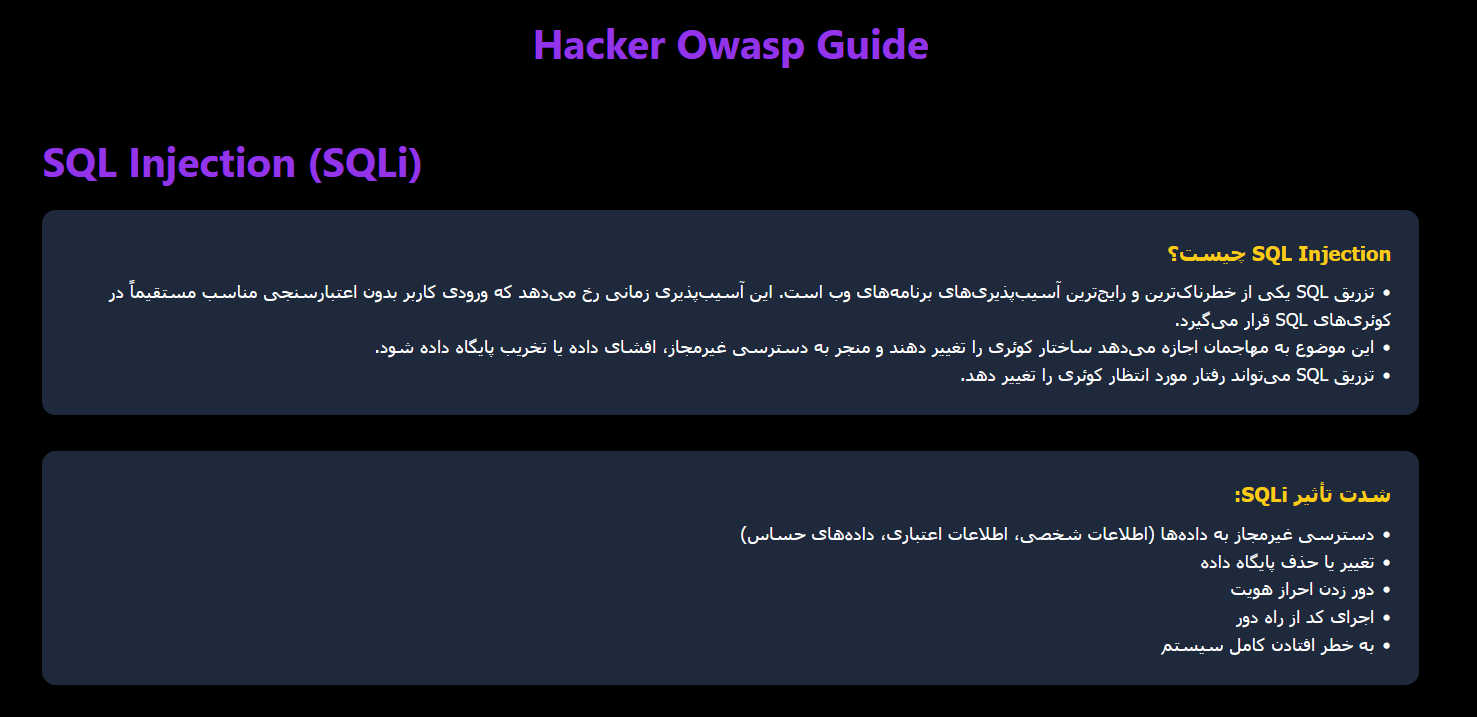 Hacker Owasp Guide
SQL Injection (SQLi)
SQL Injection چیست؟
• تزریق SQL یکی از خطرناک‌ترین و رایج‌ترین آسیب‌پذیری‌های برنامه‌های وب است. این آسیب‌پذیری زمانی رخ می‌دهد که ورودی کاربر بدون اعتبارسنجی مناسب مستقیماً در
کوئری‌های SQL قرار می‌گیرد.
• این موضوع به مهاجمان اجازه می‌دهد ساختار کوئری را تغییر دهند و منجر به دسترسی غیرمجاز، افشای داده یا تخریب پایگاه داده شود.
• تزریق SQL می‌تواند رفتار مورد انتظار کوئری را تغییر دهد.
شدت تأثیر SQLi:
• دسترسی غیرمجاز به داده‌ها (اطلاعات شخصی، اطلاعات اعتباری، داده‌های حساس)
• تغییر یا حذف پایگاه داده
• دور زدن احراز هویت
• اجرای کد از راه دور
• به خطر افتادن کامل سیستم